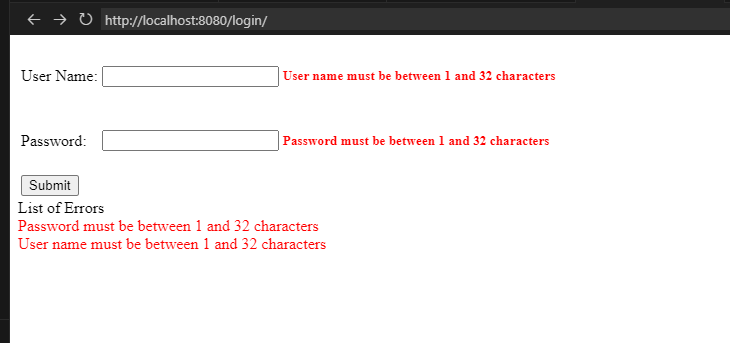 http://localhost:8080/login/
User Name: User name must be between 1 and 32 characters
Password: Password must be between 1 and 32 characters
Submit
List of Errors
Password must be between 1 and 32 characters
User name must be between 1 and 32 characters